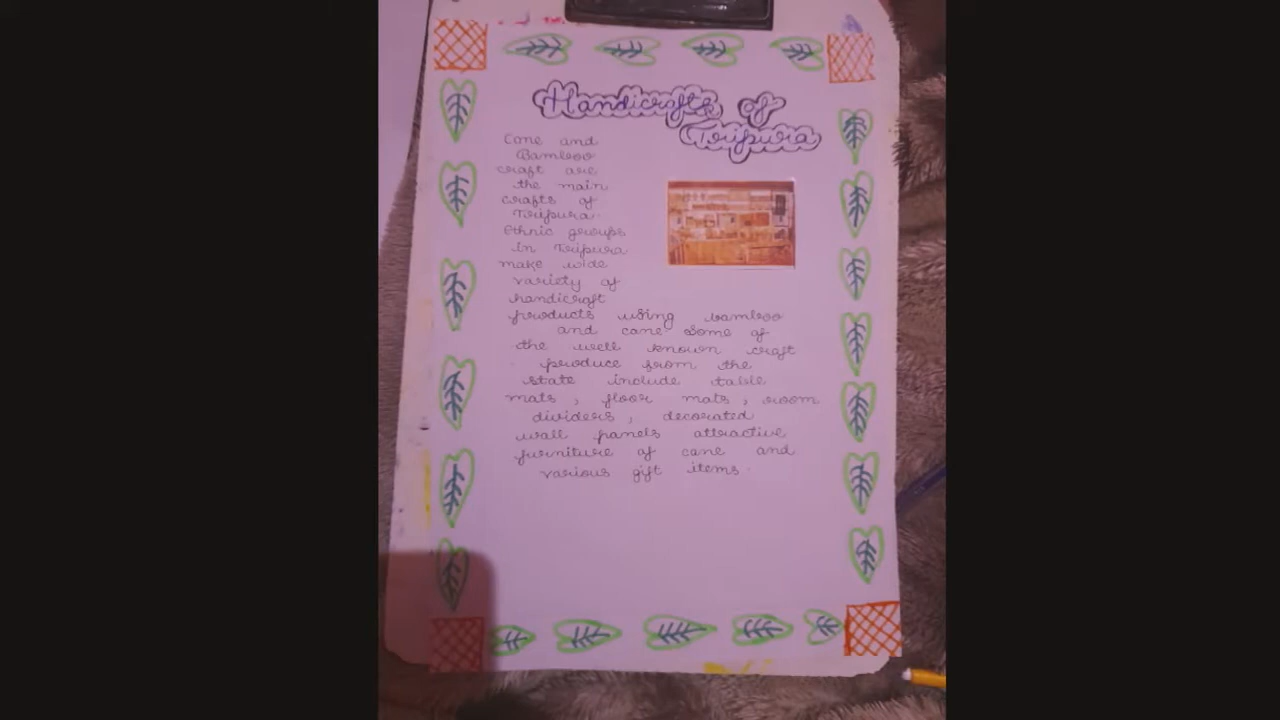 Handicrafts of
Tripura
Cane and
Bamboo
craft are
the main
crafts of
Tripura.
Ethnic groups
in Tripura
make wide
variety of
handicraft
products using bamboo
and cane Some of
the well known craft
produce from the
state include table
mats, floor mats, room
dividers, decorated
wall panels attractive
furniture of cane and
various gift items.